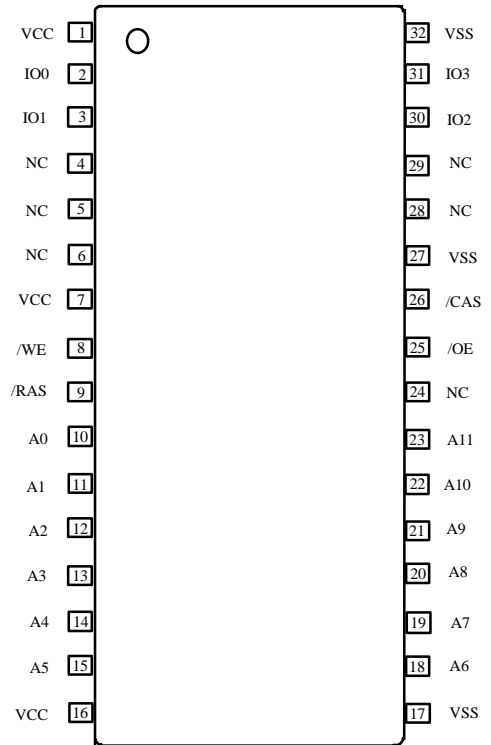 VCC 1 32 VSS
IO0 2 31 IO3
IO1 3 30 IO2
NC 4 29 NC
NC 5 28 NC
NC 6 27 VSS
VCC 7 26 /CAS
/WE 8 25 /OE
/RAS 9 24 NC
A0 10 23 A11
A1 11 22 A10
A2 12 21 A9
A3 13 20 A8
A4 14 19 A7
A5 15 18 A6
VCC 16 17 VSS